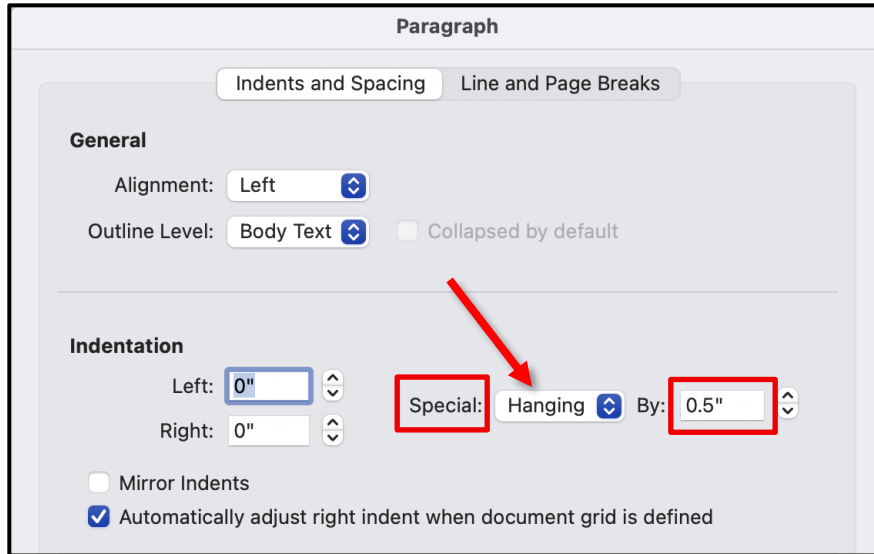 Paragraph
Indents and Spacing Line and Page Breaks
General
Alignment: Left
Outline Level: Body Text Collapsed by default
Indentation
Left: 0"
Special: Hanging By: 0.5"
Right: 0"
Mirror Indents
Automatically adjust right indent when document grid is defined